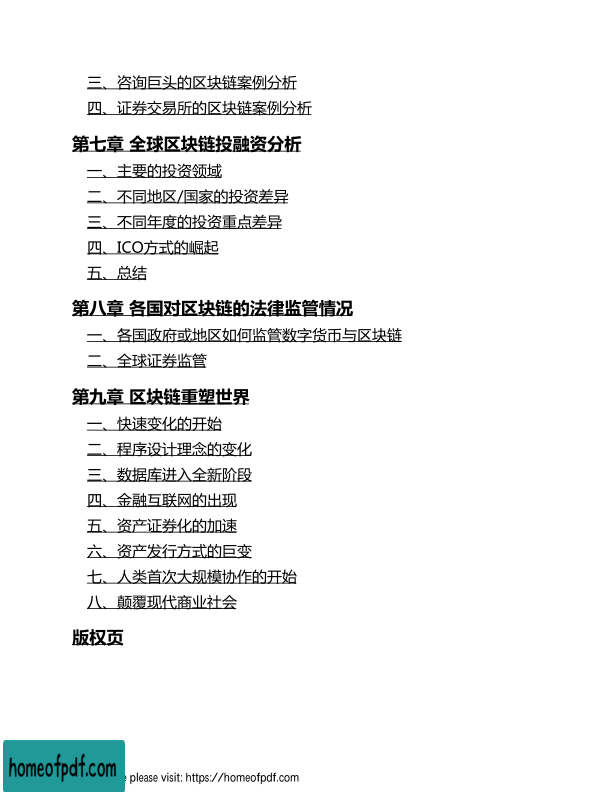 三、咨询巨头的区块链案例分析
四、证券交易所的区块链案例分析
第七章 全球区块链投融资分析
一、主要的投资领域
二、不同地区/国家的投资差异
三、不同年度的投资重点差异
四、ICO方式的崛起
五、总结
第八章 各国对区块链的法律监管情况
一、各国政府或地区如何监管数字货币与区块链
二、全球证券监管
第九章 区块链重塑世界
一、快速变化的开始
二、程序设计理念的变化
三、数据库进入全新阶段
四、金融互联网的出现
五、资产证券化的加速
六、资产发行方式的巨变
七、人类首次大规模协作的开始
八、颠覆现代商业社会
版权页
homeofpdf.com
e please visit: https://homeofpdf.com